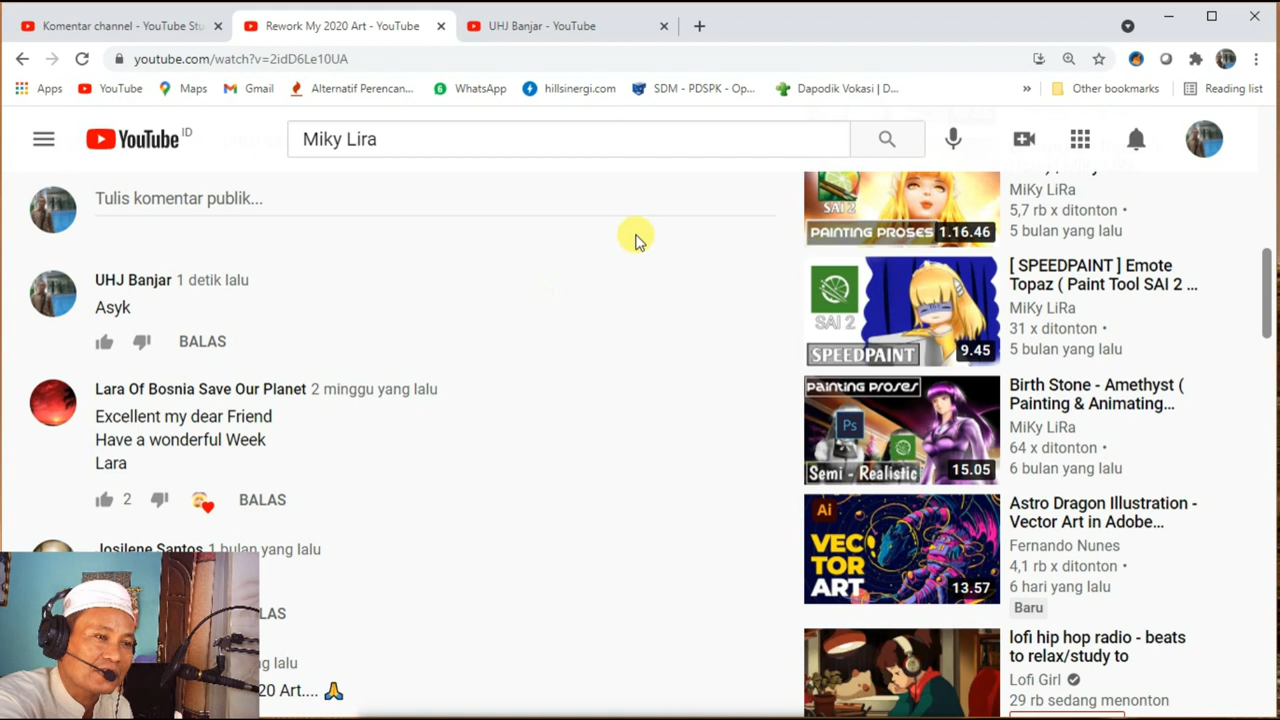 Komentar channel - YouTube Stu
Rework My 2020 Art - YouTube
UHJ Banjar - YouTube
youtube.com/watch?v=2idD6Le10UA
Apps
YouTube
Maps
Gmail
Alternatif Perencan...
WhatsApp
hillsinergi.com
SDM - PDSPK - Op...
Dapodik Vokasi | D...
»
Other bookmarks
Reading list
YouTube ID
Miky Lira
Tulis komentar publik...
UHJ Banjar 1 detik lalu
Asyk
BALAS
Lara Of Bosnia Save Our Planet 2 minggu yang lalu
Excellent my dear Friend
Have a wonderful Week
Lara
2 BALAS
Josilene Santos 1 bulan yang lalu
ALAS
ng lalu
20 Art.... 🙏
SAI 2
PAINTING PROSES 1.16.46
MiKy LiRa
5,7 rb x ditonton •
5 bulan yang lalu
SAI 2
SPEEDPAINT 9.45
[ SPEEDPAINT ] Emote
Topaz ( Paint Tool SAI 2 ...
MiKy LiRa
31 x ditonton •
5 bulan yang lalu
PAINTING PROSES
Ps
Semi - Realistic 15.05
Birth Stone - Amethyst (
Painting & Animating...
MiKy LiRa
64 x ditonton •
6 bulan yang lalu
Ai
VEC
TOR
ART 13.57
Astro Dragon Illustration -
Vector Art in Adobe...
Fernando Nunes
4,1 rb x ditonton •
6 hari yang lalu
Baru
lofi hip hop radio - beats
to relax/study to
Lofi Girl
29 rb sedang menonton